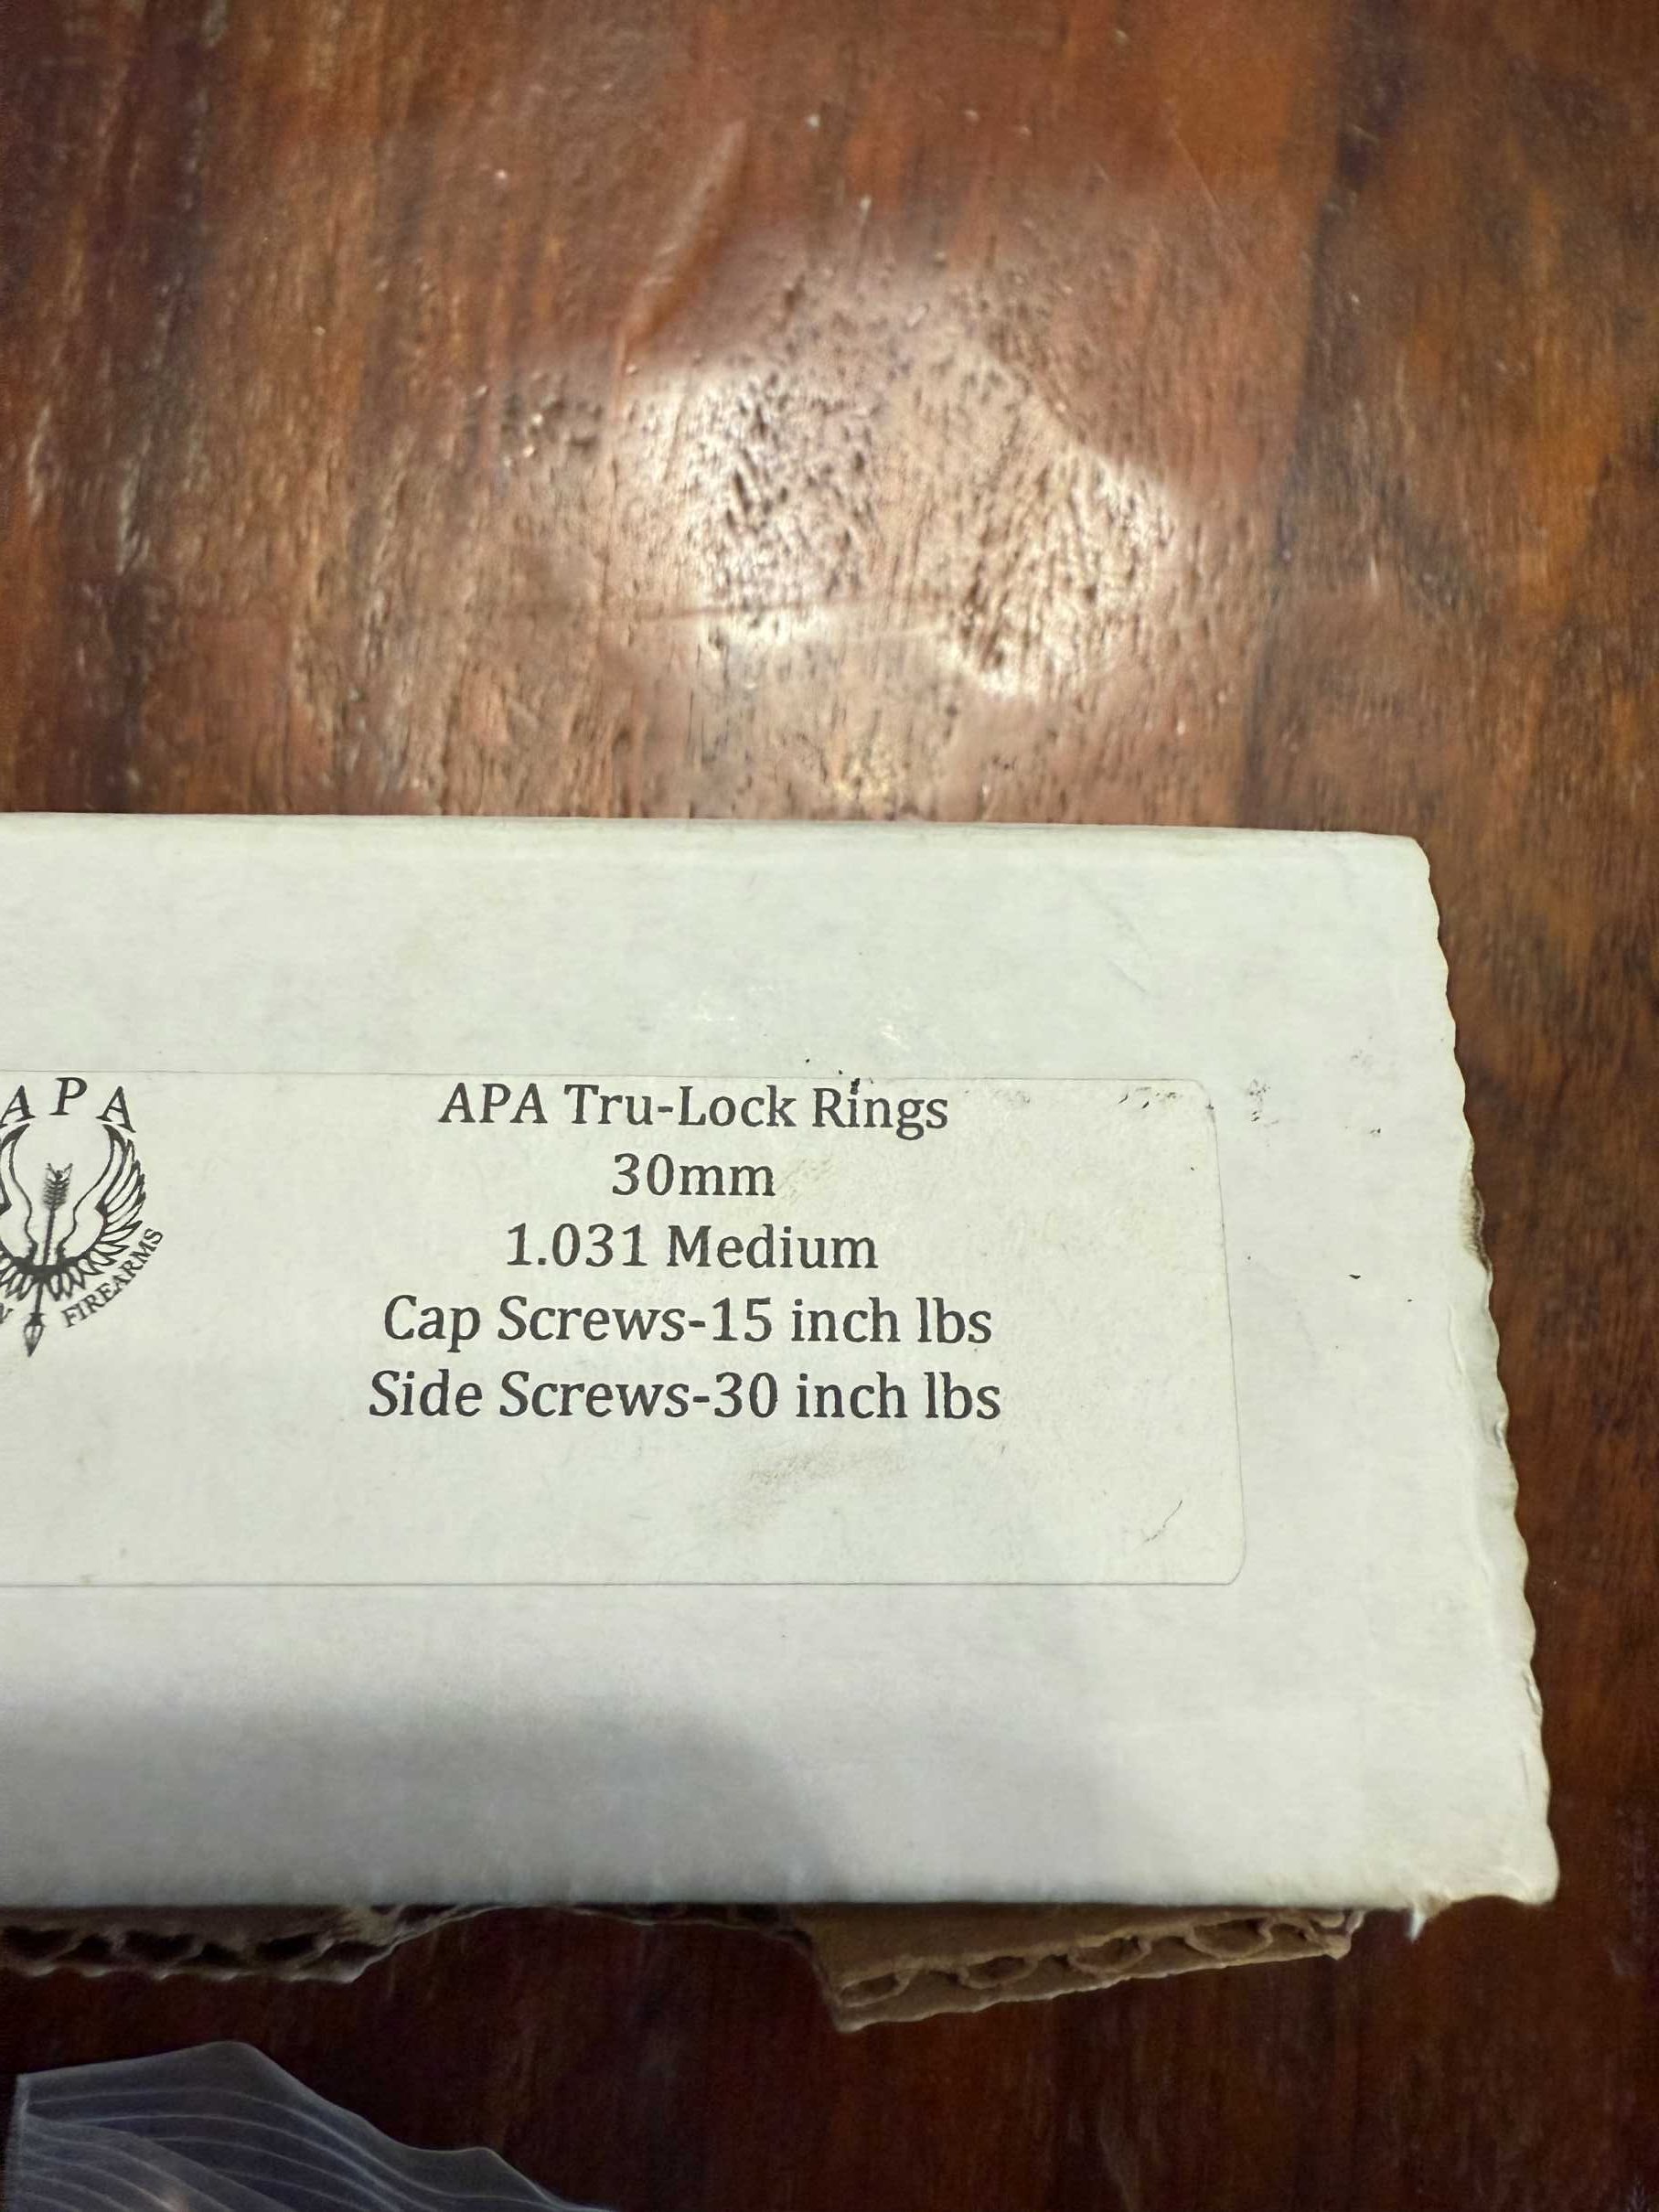 APA
FIREARMS
APA Tru-Lock Rings
30mm
1.031 Medium
Cap Screws-15 inch lbs
Side Screws-30 inch lbs